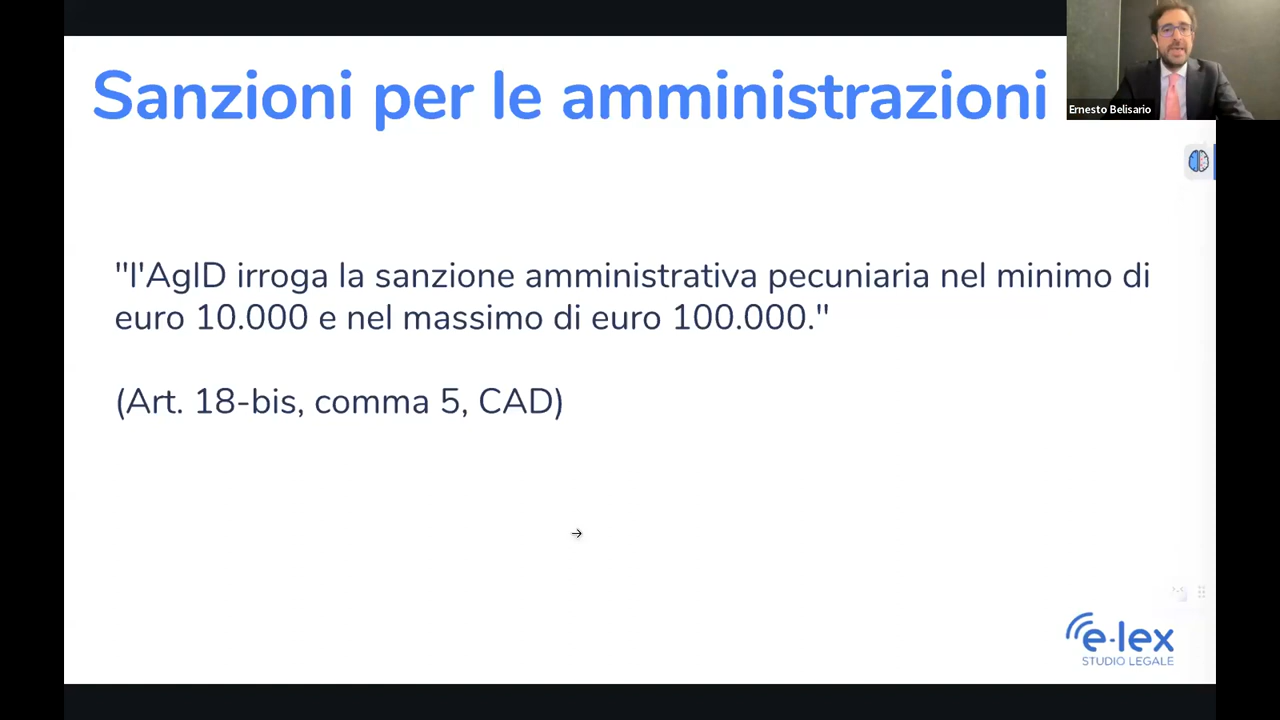 Sanzioni per le amministrazioni
Ernesto Belisario
"l'AgID irroga la sanzione amministrativa pecuniaria nel minimo di
euro 10.000 e nel massimo di euro 100.000."
(Art. 18-bis, comma 5, CAD)
e-lex
STUDIO LEGALE